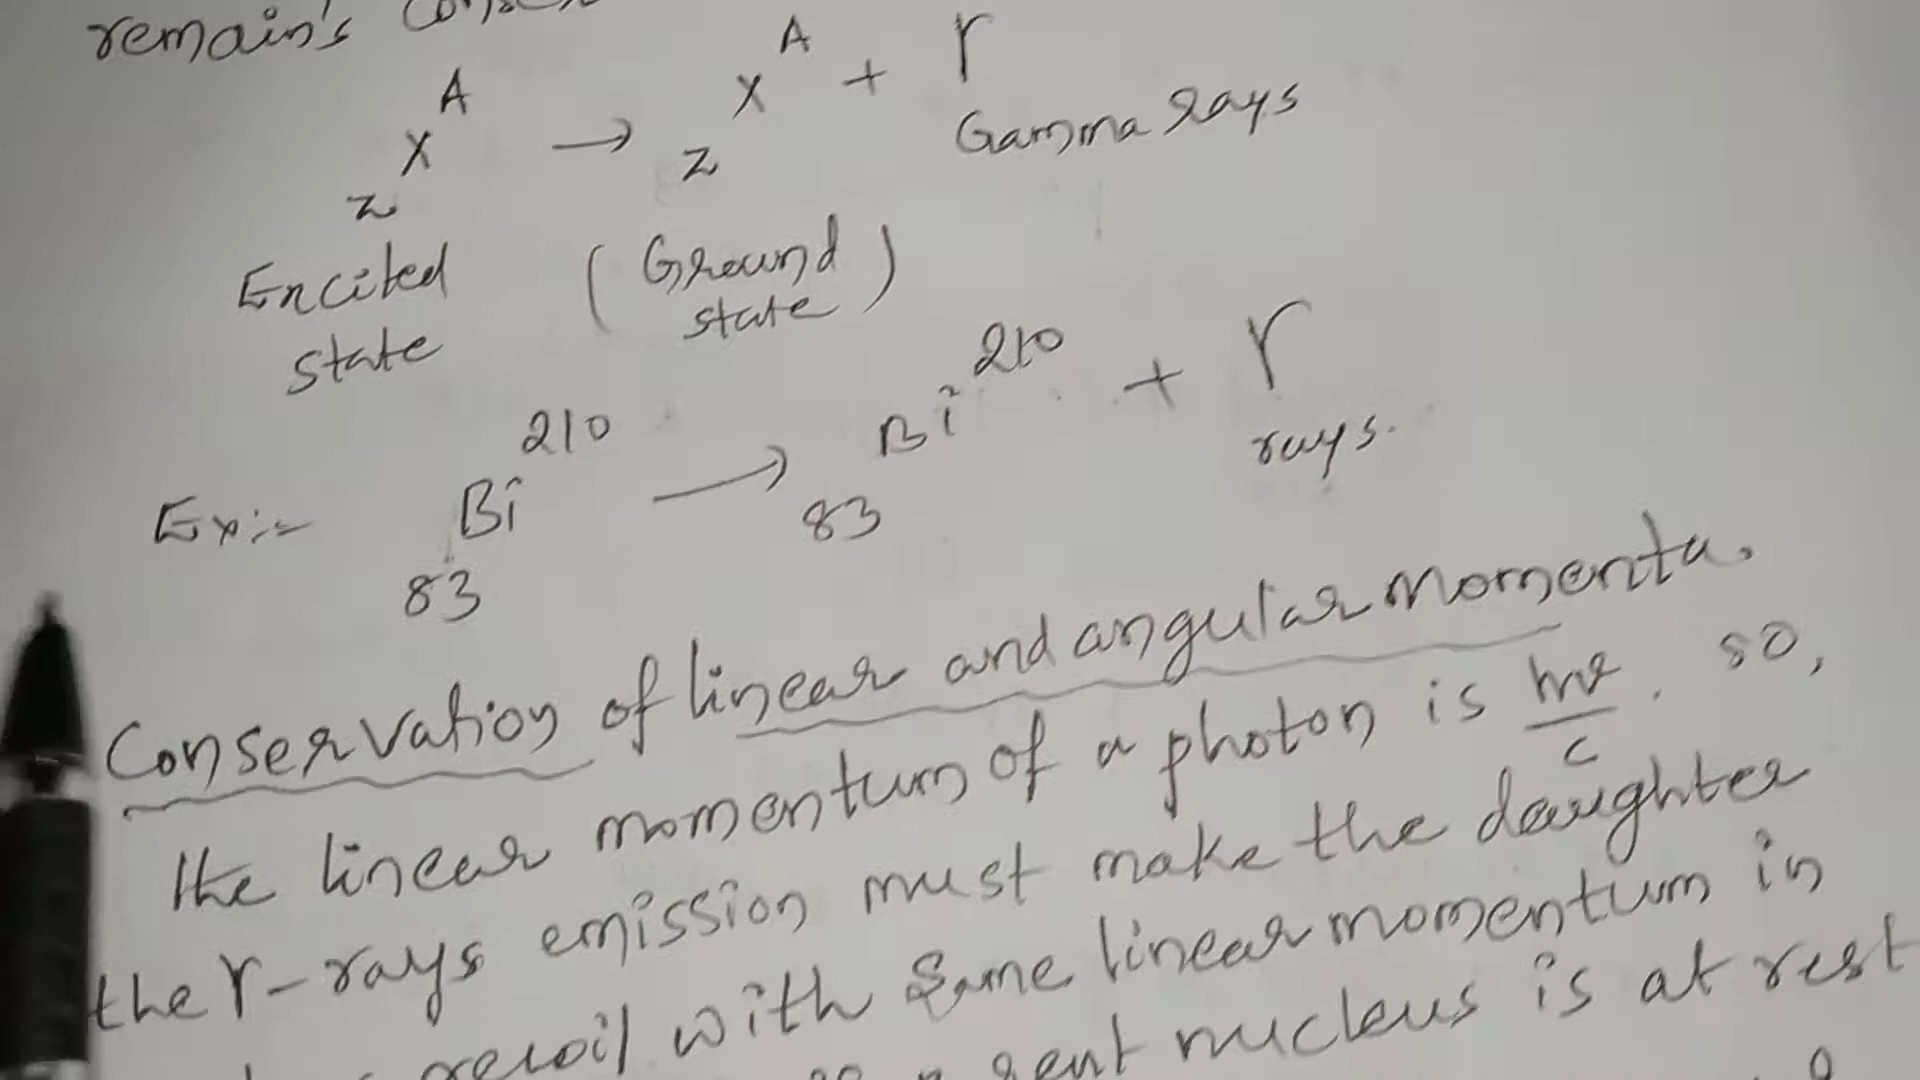 remain's
A A
X → X + γ
Z Z Gamma rays
Excited (Ground
state state)
210 210
Ex:- Bi → Bi + γ
83 83 rays.
Conservation of linear and angular Momenta.
the linear momentum of a photon is hν/c. so,
the γ-rays emission must make the daughter
recoil with same linear momentum in
nucleus is at rest